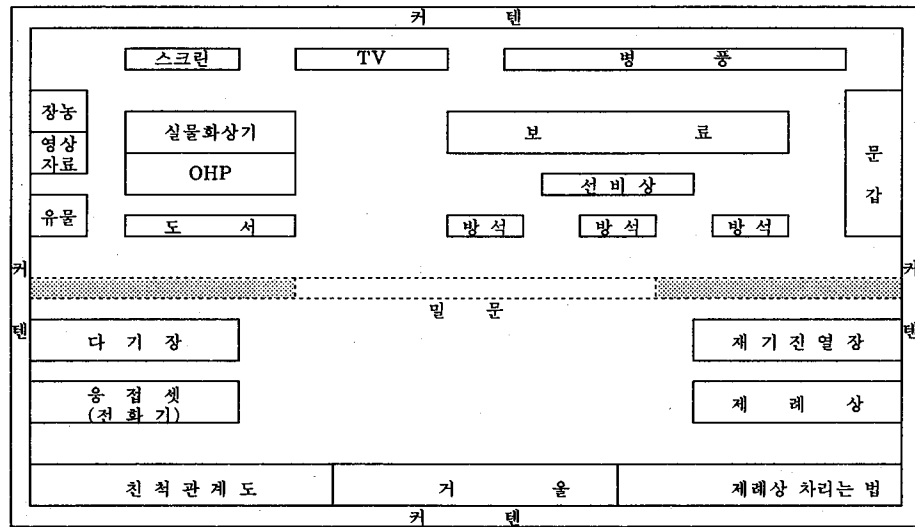 커 텐
스크린 TV 병 풍
장농 실물화상기 보 료 문 갑
영상 자료 OHP 선 비 상
유물 도 서 방 석 방 석 방 석
커 텐 커 텐
밀 문
다 기 장 재 기 진 열 장
응 접 셋 제 례 상
(전 화 기)
친 척 관 계 도 거 울 제례상 차리는 법
커 텐